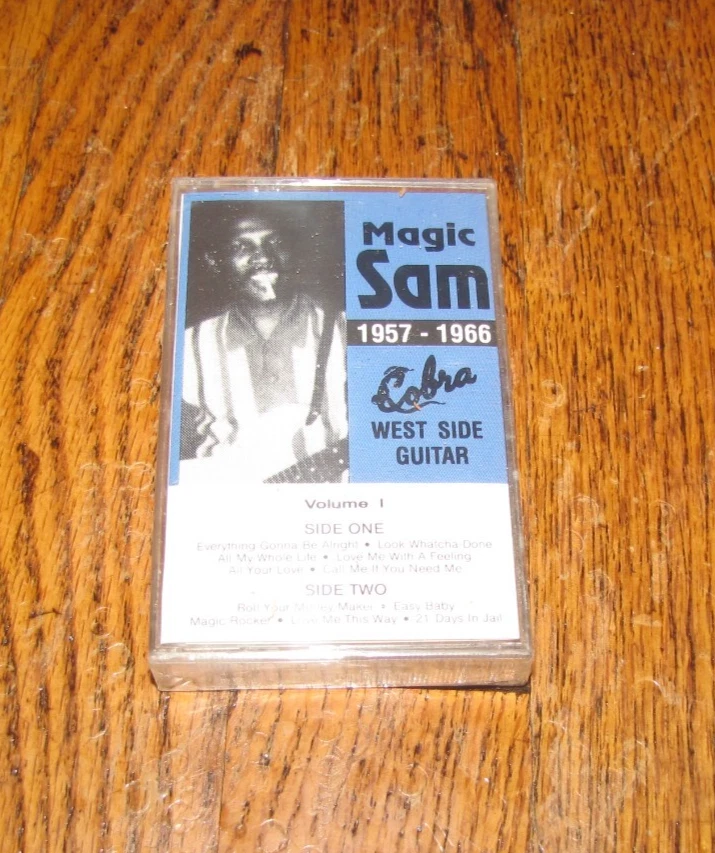 Magic
Sam
1957 - 1966
Cobra
WEST SIDE
GUITAR
Volume I
SIDE ONE
Everything Gonna Be Alright • Look Whatcha Done
All My Whole Life • Love Me With A Feeling
All Your Love • Call Me If You Need Me
SIDE TWO
Roll Your Money Maker • Easy Baby
Magic Rocker • Love Me This Way • 21 Days In Jail